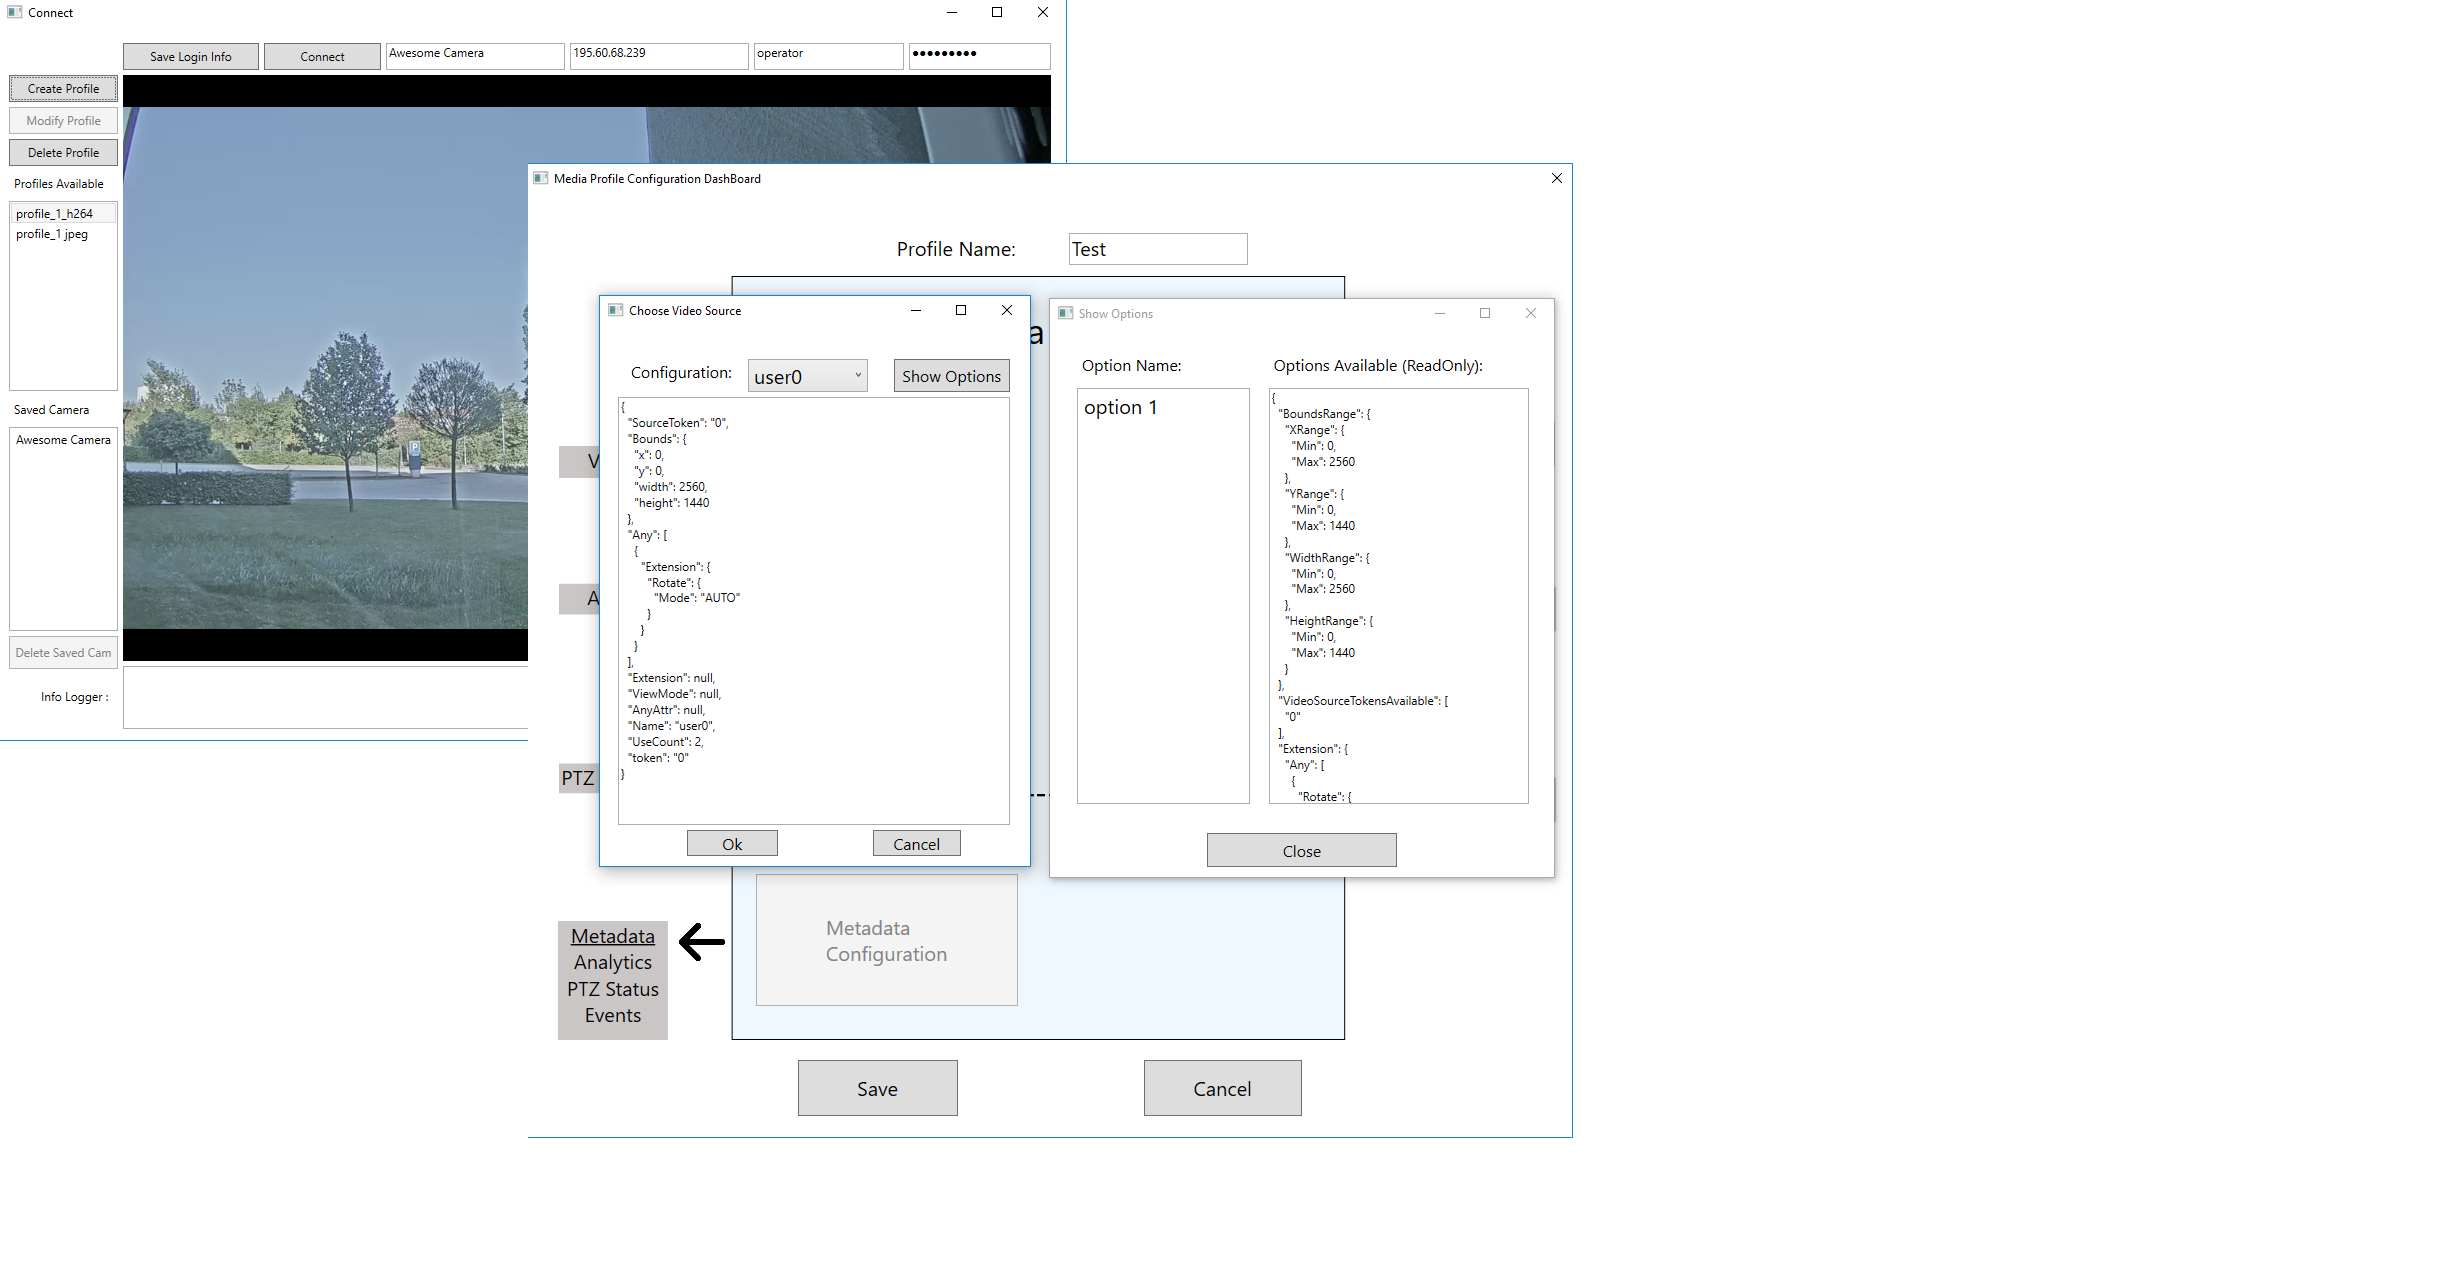 Connect
Save Login Info
Connect
Awesome Camera
195.60.68.239
operator
●●●●●●●●●
Create Profile
Modify Profile
Delete Profile
Profiles Available
profile_1_h264
profile_1 jpeg
Saved Camera
Awesome Camera
Delete Saved Cam
Info Logger :
P
Media Profile Configuration DashBoard
Profile Name:
Test
a
V
A
PTZ
Choose Video Source
Configuration:
user0
Show Options
{
"SourceToken": "0",
"Bounds": {
"x": 0,
"y": 0,
"width": 2560,
"height": 1440
},
"Any": [
{
"Extension": {
"Rotate": {
"Mode": "AUTO"
}
}
}
],
"Extension": null,
"ViewMode": null,
"AnyAttr": null,
"Name": "user0",
"UseCount": 2,
"token": "0"
}
Ok
Cancel
Show Options
Option Name:
option 1
Options Available (ReadOnly):
{
"BoundsRange": {
"XRange": {
"Min": 0,
"Max": 2560
},
"YRange": {
"Min": 0,
"Max": 1440
},
"WidthRange": {
"Min": 0,
"Max": 2560
},
"HeightRange": {
"Min": 0,
"Max": 1440
}
},
"VideoSourceTokensAvailable": [
"0"
],
"Extension": {
"Any": [
{
"Rotate": {
Close
Metadata
Analytics
PTZ Status
Events
Metadata
Configuration
Save
Cancel